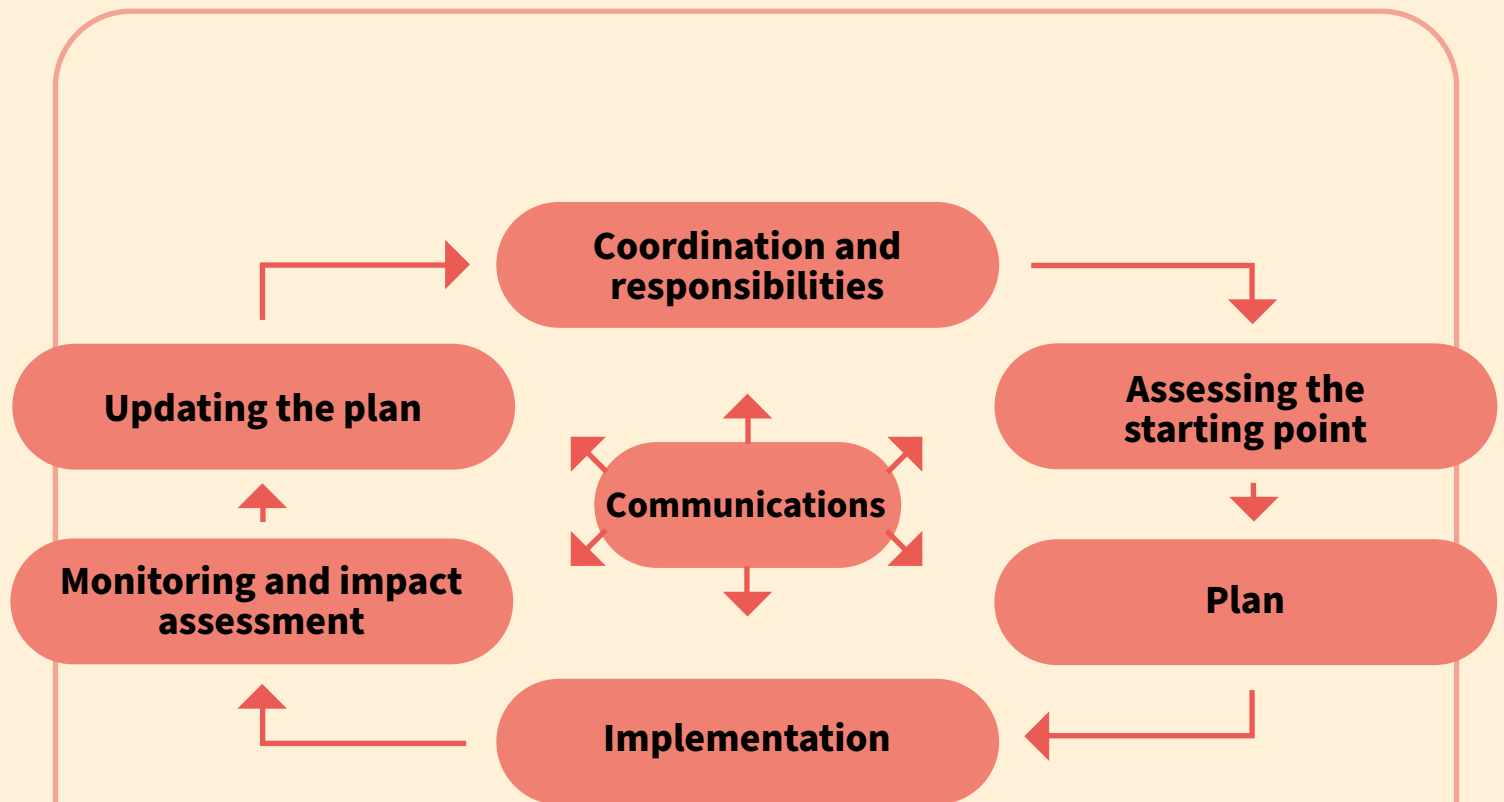 Coordination and
responsibilities
Updating the plan
Assessing the
starting point
Communications
Monitoring and impact
assessment
Plan
Implementation